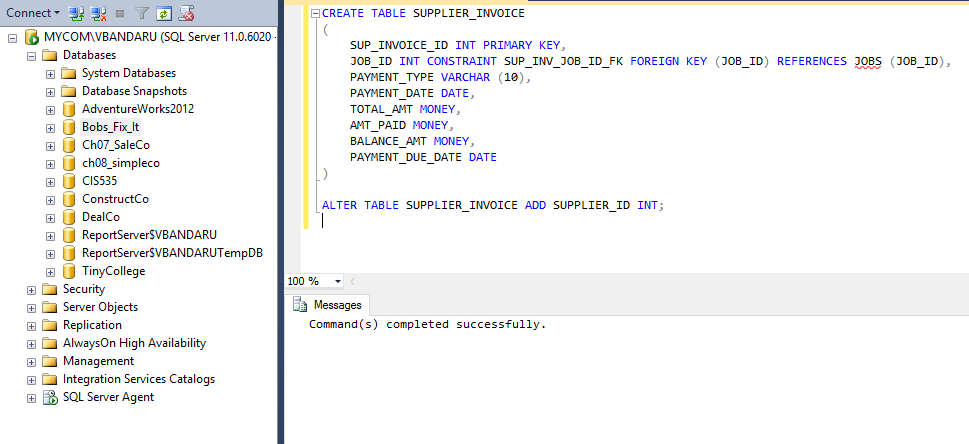 Connect
MYCOM\VBANDARU (SQL Server 11.0.6020 -
Databases
System Databases
Database Snapshots
AdventureWorks2012
Bobs_Fix_It
Ch07_SaleCo
ch08_simpleco
CIS535
ConstructCo
DealCo
ReportServer$VBANDARU
ReportServer$VBANDARUTempDB
TinyCollege
Security
Server Objects
Replication
AlwaysOn High Availability
Management
Integration Services Catalogs
SQL Server Agent
CREATE TABLE SUPPLIER_INVOICE
(
SUP_INVOICE_ID INT PRIMARY KEY,
JOB_ID INT CONSTRAINT SUP_INV_JOB_ID_FK FOREIGN KEY (JOB_ID) REFERENCES JOBS (JOB_ID),
PAYMENT_TYPE VARCHAR (10),
PAYMENT_DATE DATE,
TOTAL_AMT MONEY,
AMT_PAID MONEY,
BALANCE_AMT MONEY,
PAYMENT_DUE_DATE DATE
)
ALTER TABLE SUPPLIER_INVOICE ADD SUPPLIER_ID INT;
100 %
Messages
Command(s) completed successfully.